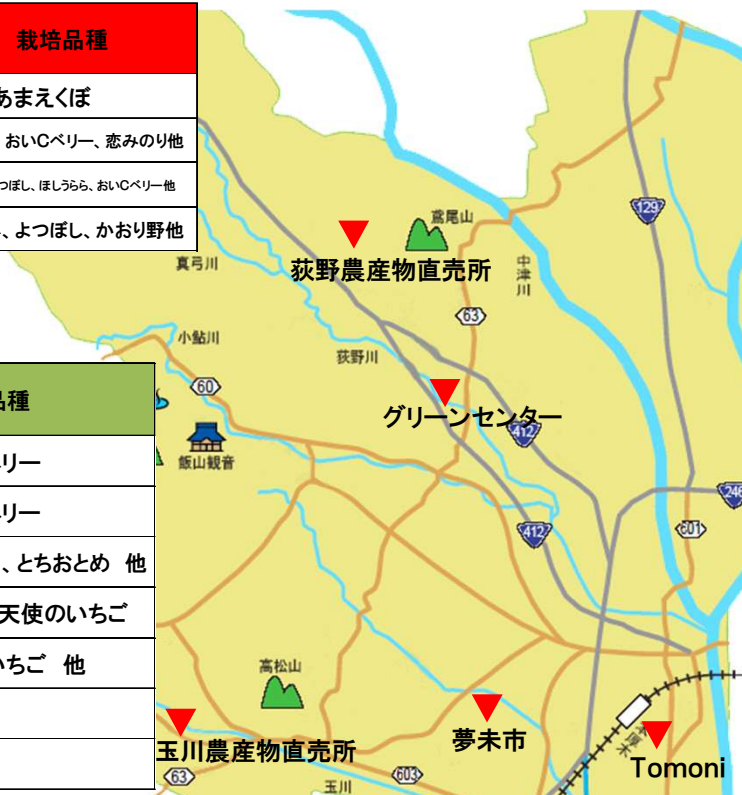 栽培品種
あまえくぼ
おいCベリー、恋みのり他
つぼし、ほしうらら、おいCベリー他
、よつぼし、かおり野他
鳶尾山
129
荻野農産物直売所
真弓川
中津川
63
小鮎川
荻野川
60
品種
グリーンセンター
412
飯山観音
リー
リー
246
412
601
、とちおとめ 他
天使のいちご
いちご 他
高松山
玉川農産物直売所
夢未市
本厚木
Tomoni
63
603
玉川